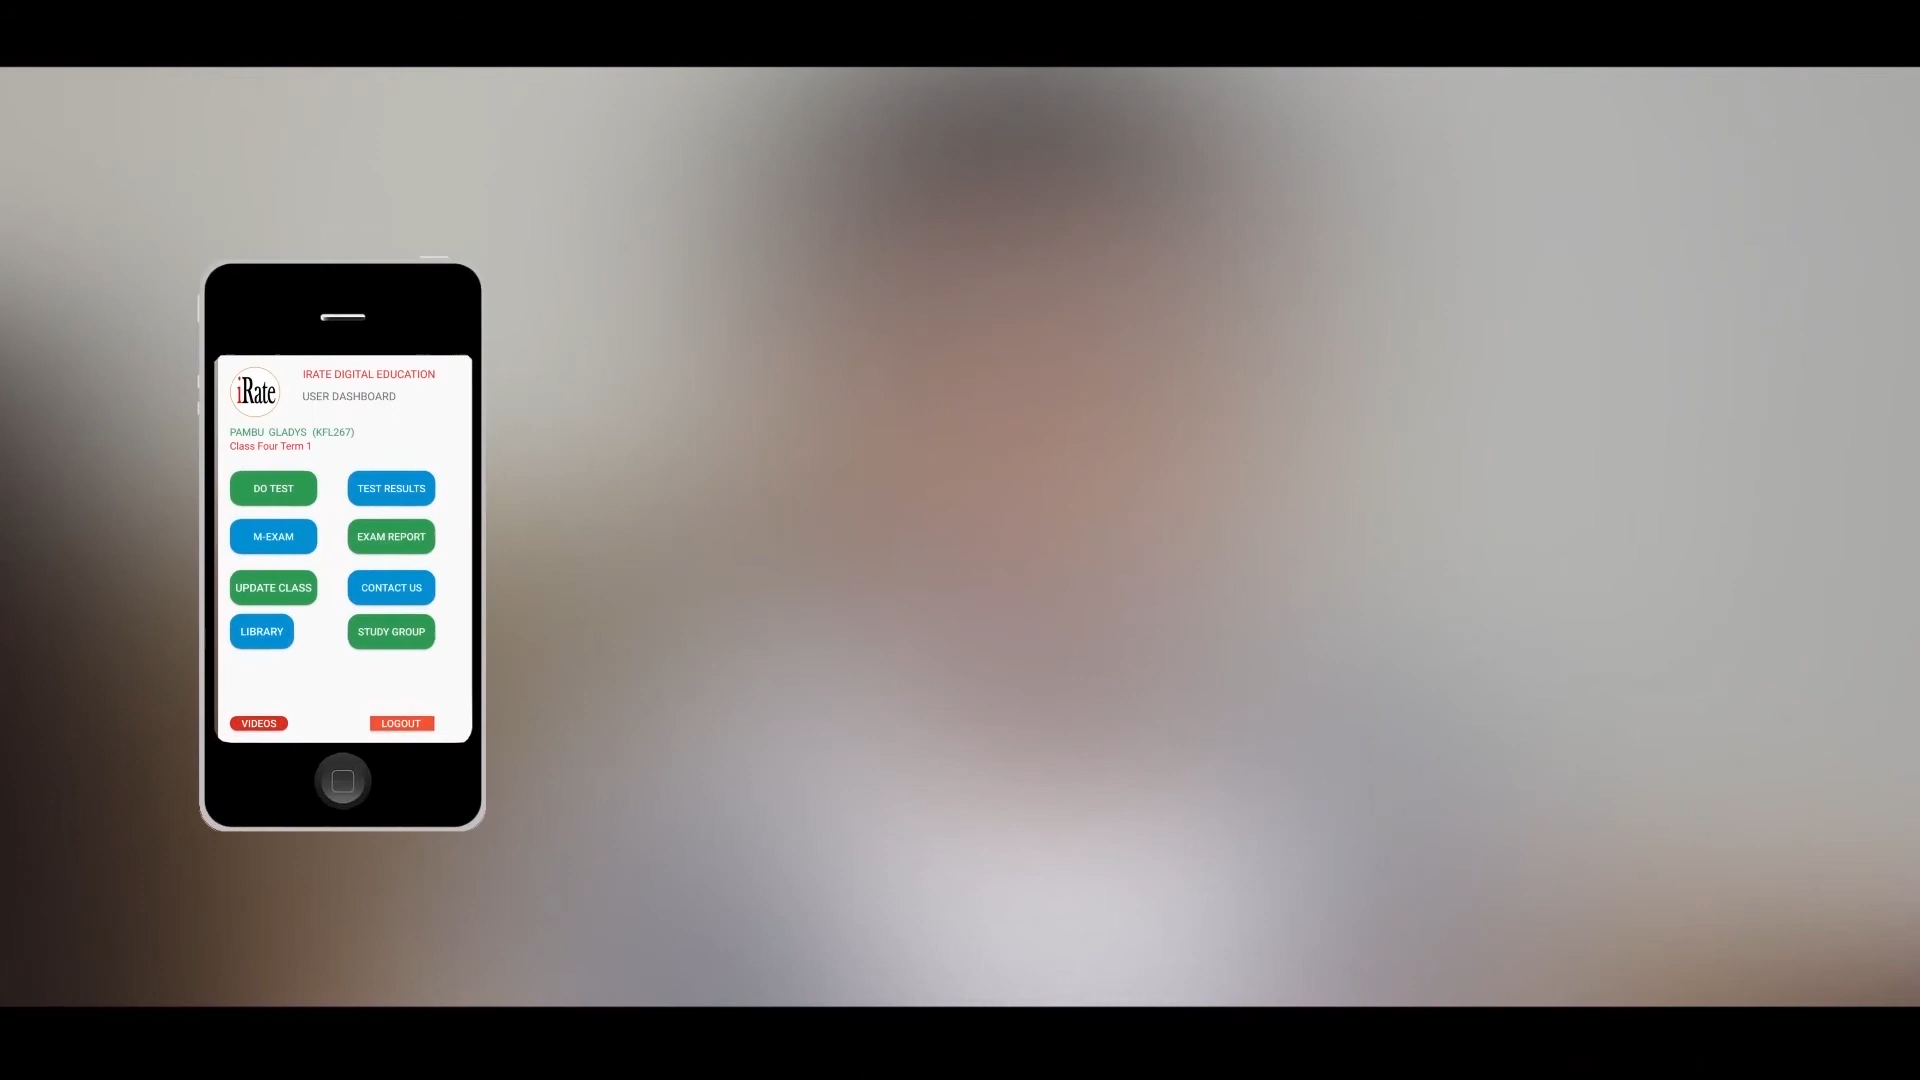 iRate
IRATE DIGITAL EDUCATION
USER DASHBOARD
PAMBU GLADYS (KFL267)
Class Four Term 1
DO TEST
TEST RESULTS
M-EXAM
EXAM REPORT
UPDATE CLASS
CONTACT US
LIBRARY
STUDY GROUP
VIDEOS
LOGOUT